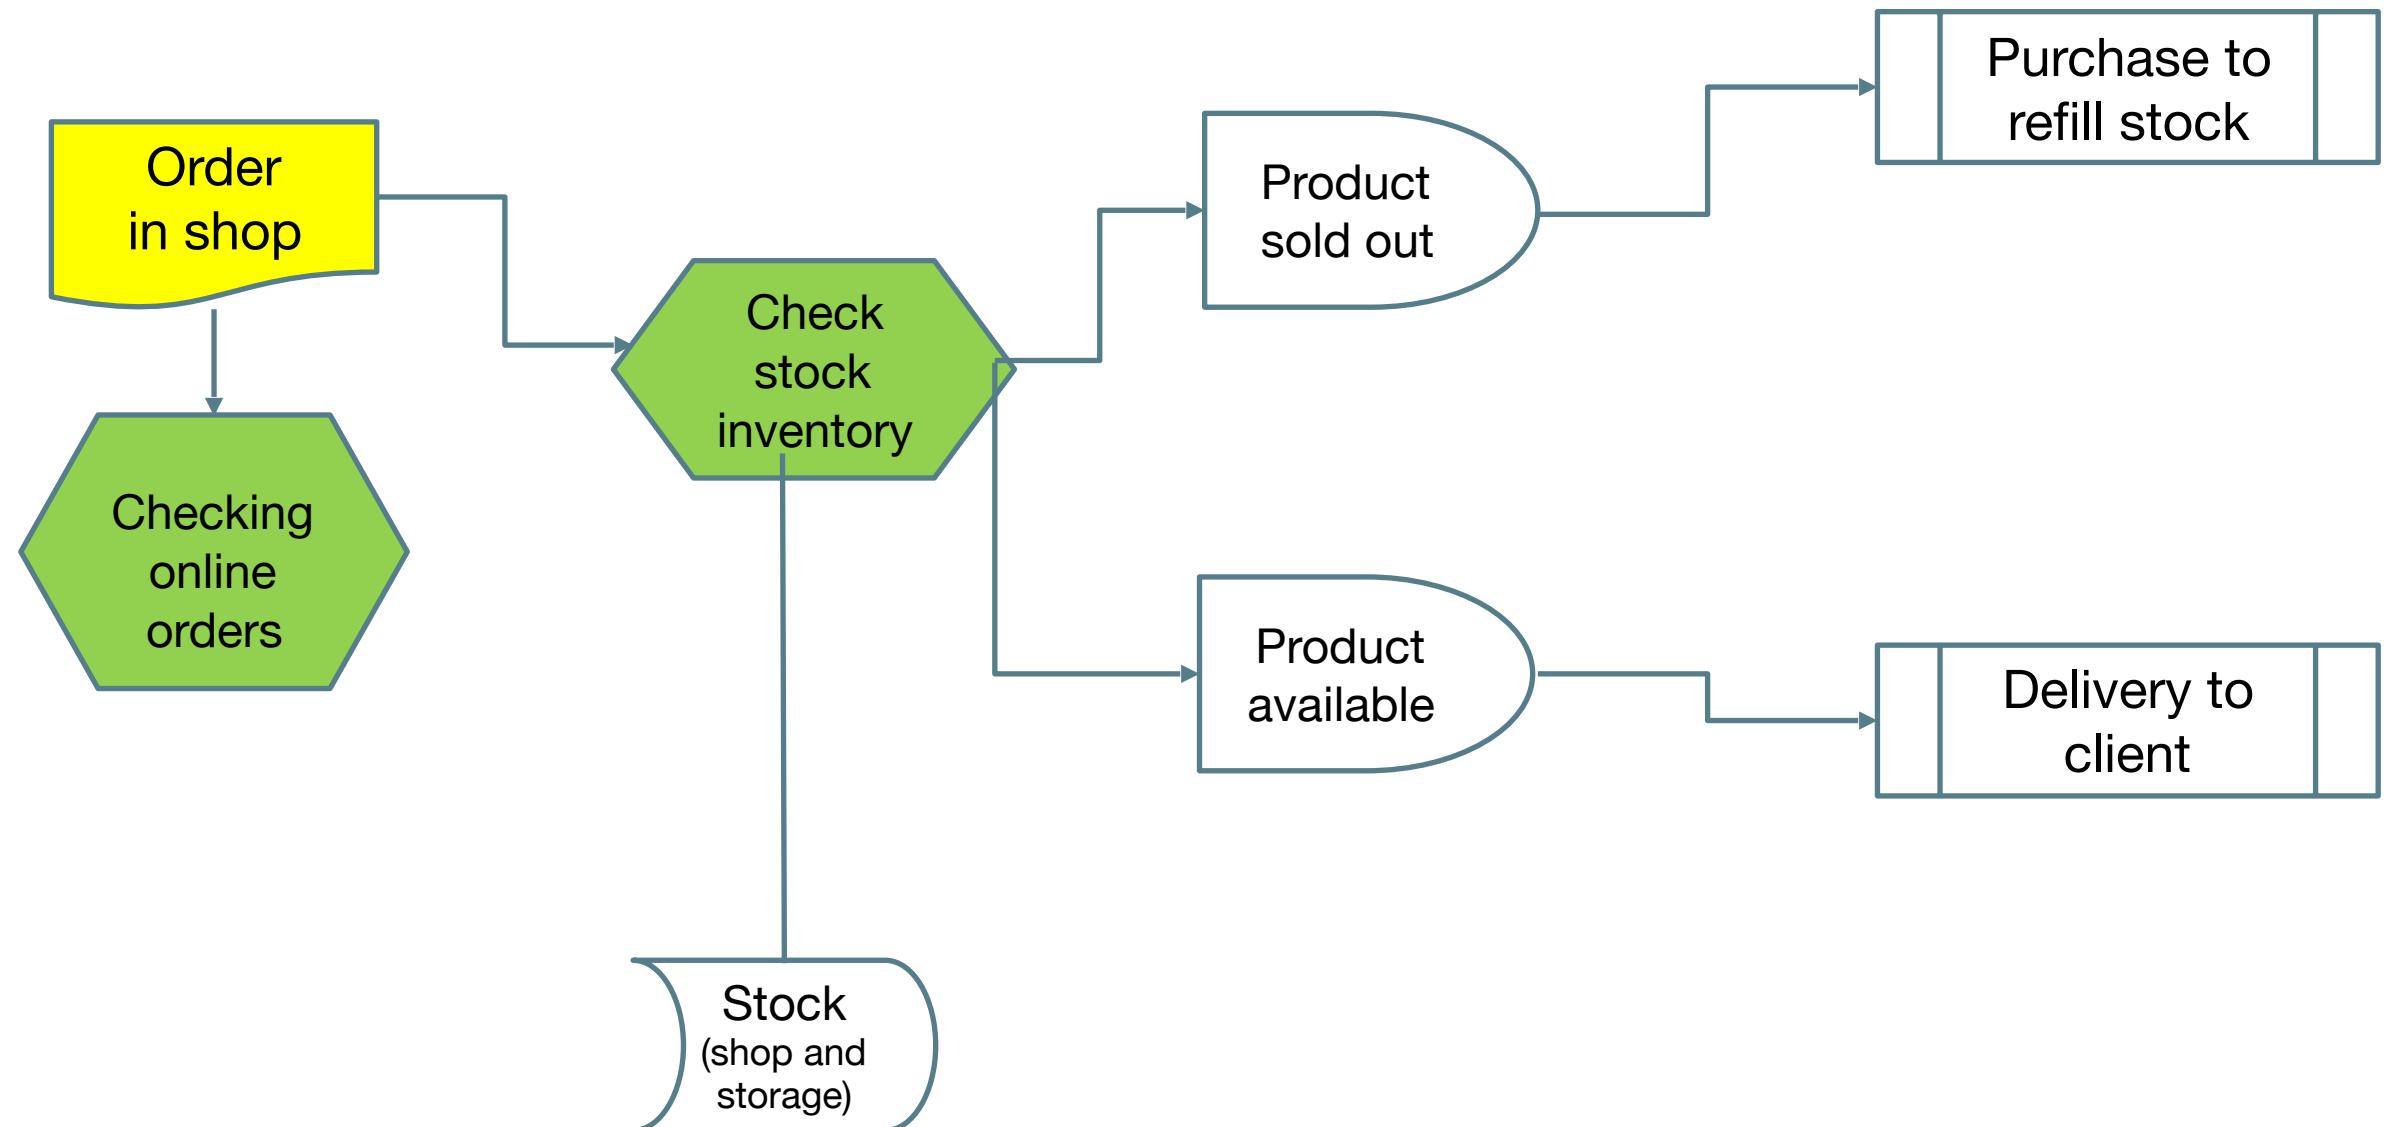 Order
in shop
Checking
online
orders
Check
stock
inventory
Stock
(shop and
storage)
Product
sold out
Product
available
Purchase to
refill stock
Delivery to
client